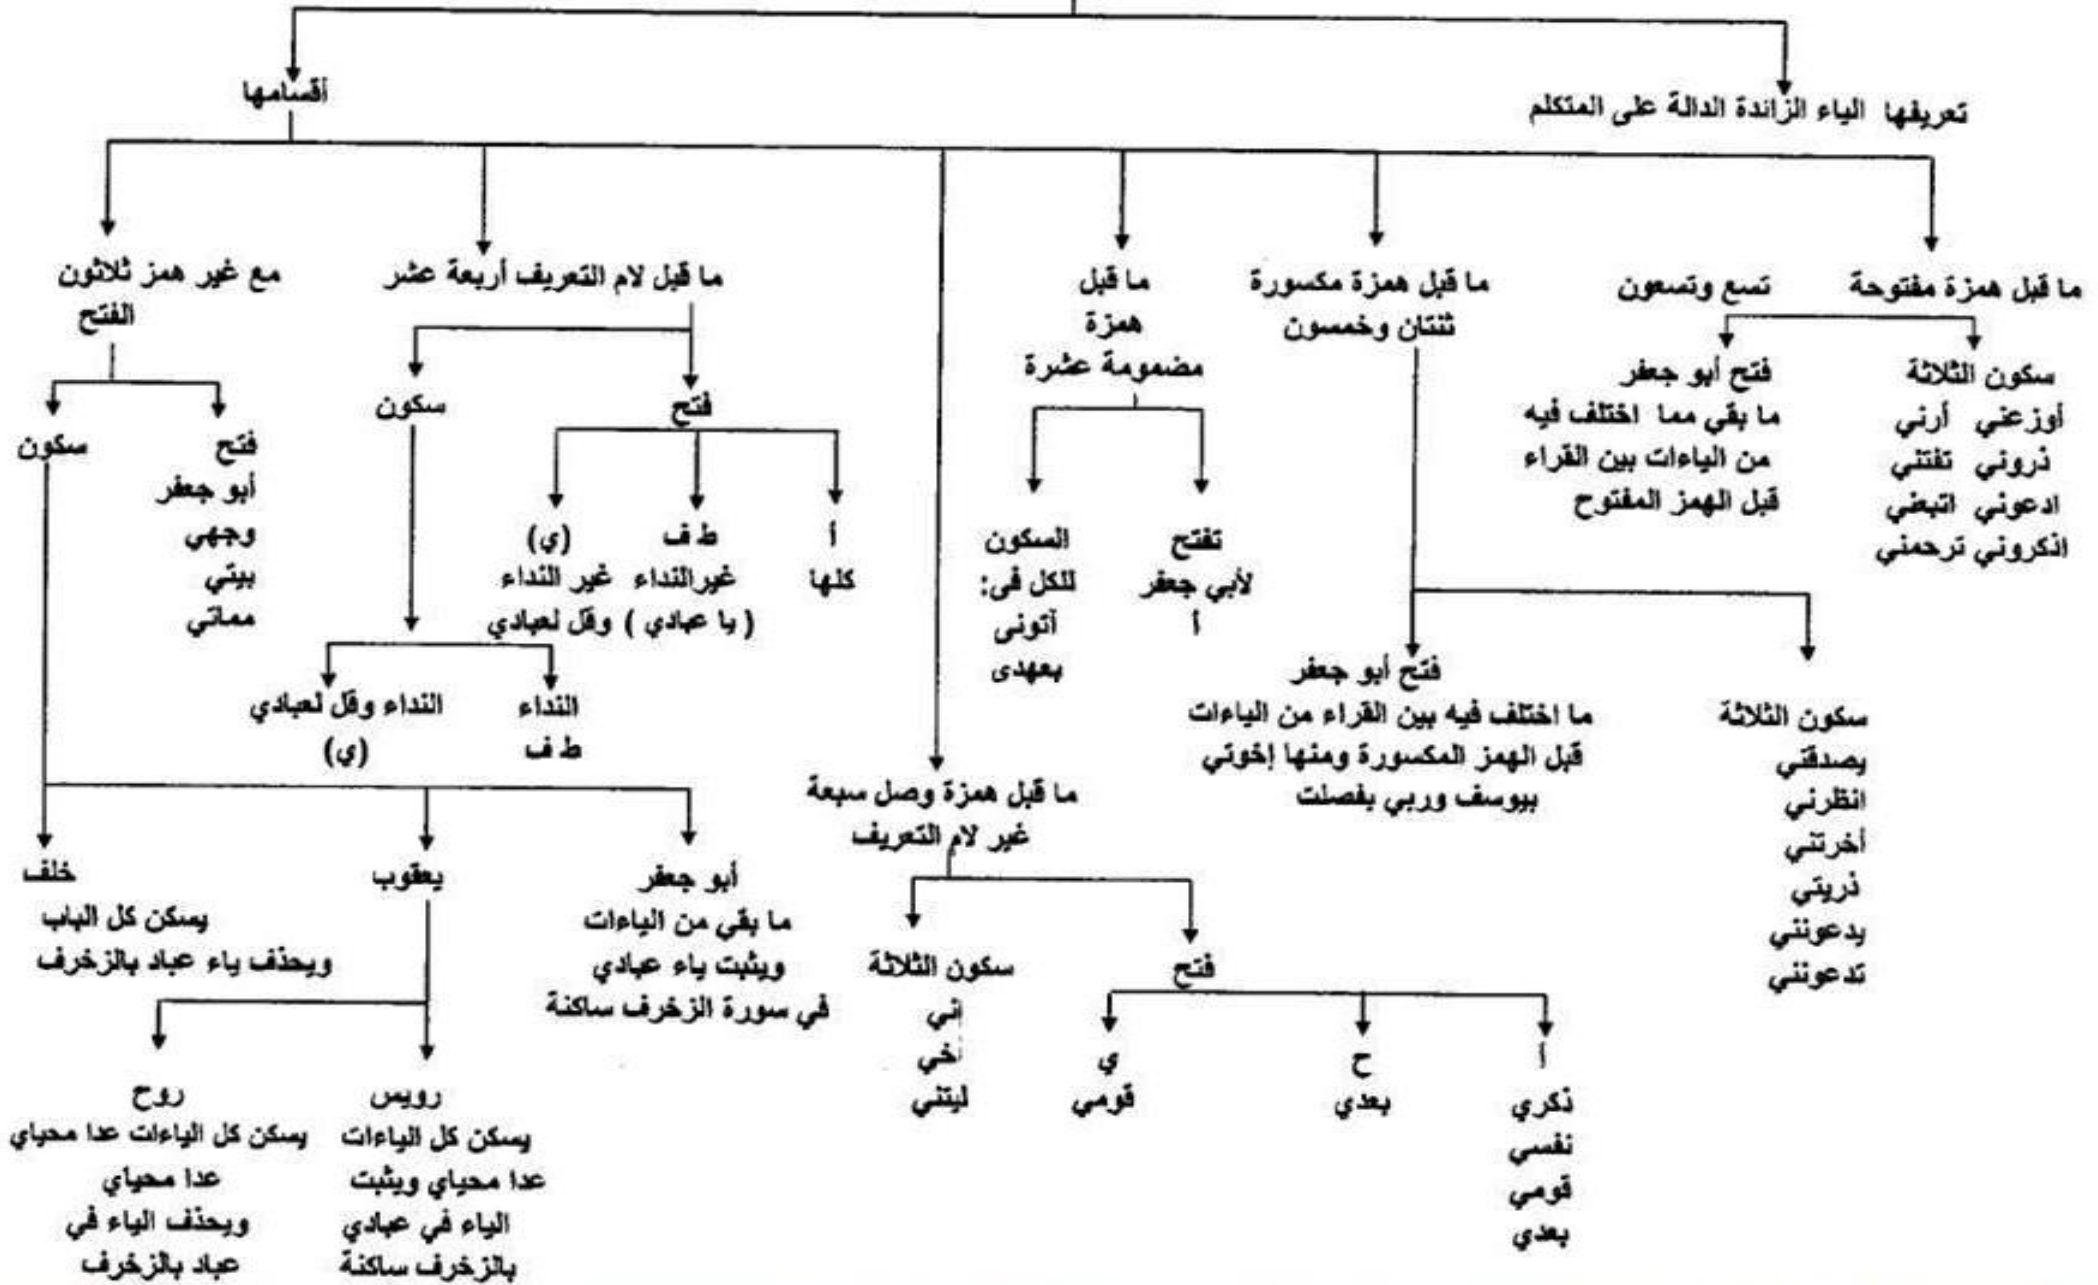 تعريفها الياء الزائدة الدالة على المتكلم
أقسامها
ما قبل همزة مفتوحة تسع وتسعون
سكون الثلاثة
أوزعني أرني
ذروني تفتني
ادعوني اتبعني
اذكروني ترحمني
فتح أبو جعفر
ما بقي مما اختلف فيه
من الياءات بين القراء
قبل الهمز المفتوح
ما قبل همزة مكسورة
ثنتان وخمسون
سكون الثلاثة
يصدقني
انظرني
أخرتني
ذريتي
يدعونني
تدعونني
فتح أبو جعفر
ما اختلف فيه بين القراء من الياءات
قبل الهمز المكسورة ومنها إخوتي
بيوسف وربي بفصلت
ما قبل
همزة
مضمومة عشرة
تفتح
لأبي جعفر
أ
السكون
للكل فى:
آتونى
بعهدى
ما قبل همزة وصل سبعة
غير لام التعريف
فتح
أ
ذكري
نفسي
قومي
بعدي
ح
بعدي
ي
قومي
سكون الثلاثة
إني
أخي
ليتني
ما قبل لام التعريف أربعة عشر
فتح
أ
كلها
ط ف
غيرالنداء
( يا عبادي )
(ي)
غير النداء
وقل لعبادي
سكون
النداء
ط ف
النداء وقل لعبادي
(ي)
مع غير همز ثلاثون
الفتح
فتح
أبو جعفر
وجهي
بيتي
مماتي
سكون
أبو جعفر
ما بقي من الياءات
ويثبت ياء عبادي
في سورة الزخرف ساكنة
يعقوب
رويس
يسكن كل الياءات
عدا محياي ويثبت
الياء في عبادي
بالزخرف ساكنة
روح
يسكن كل الياءات عدا محياي
عدا محياي
ويحذف الياء في
عباد بالزخرف
خلف
يسكن كل الباب
ويحذف ياء عباد بالزخرف